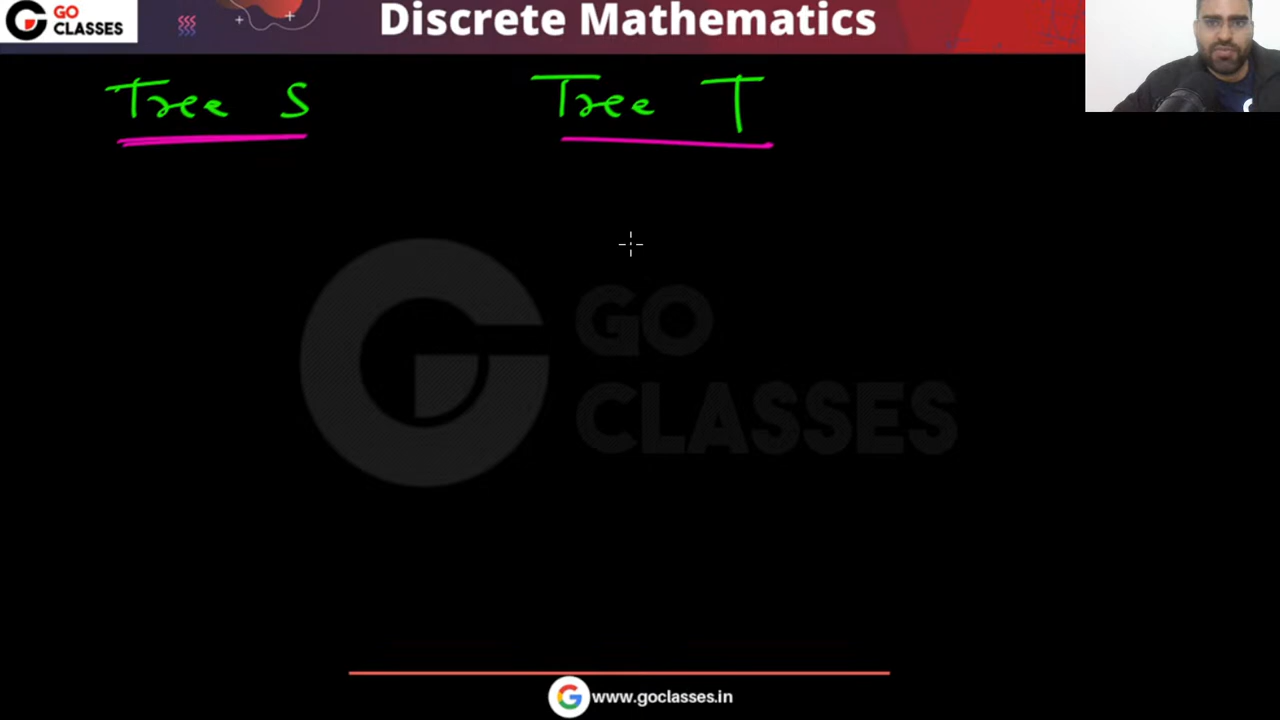 GO
CLASSES
Discrete Mathematics
Tree S
Tree T
GO
CLASSES
www.goclasses.in